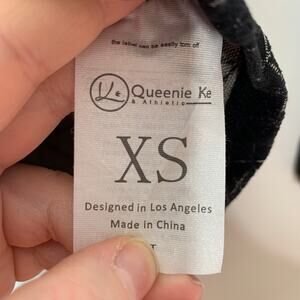 the label can be easily torn off
Queenie Ke
& Athletic
XS
Designed in Los Angeles
Made in China